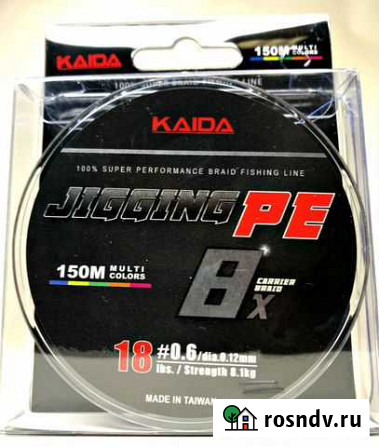 KAIDA
150M MULTI COLORS
100% SUPER PERFORMANCE BRAID FISHING LINE
KAIDA
100% SUPER PERFORMANCE BRAID FISHING LINE
JIGGING PE
8X CARRIER BRAID
150M MULTI COLORS
18 #0.6/dia.0.12mm
lbs./ Strength 8.1kg
MADE IN TAIWAN
rosndv.ru